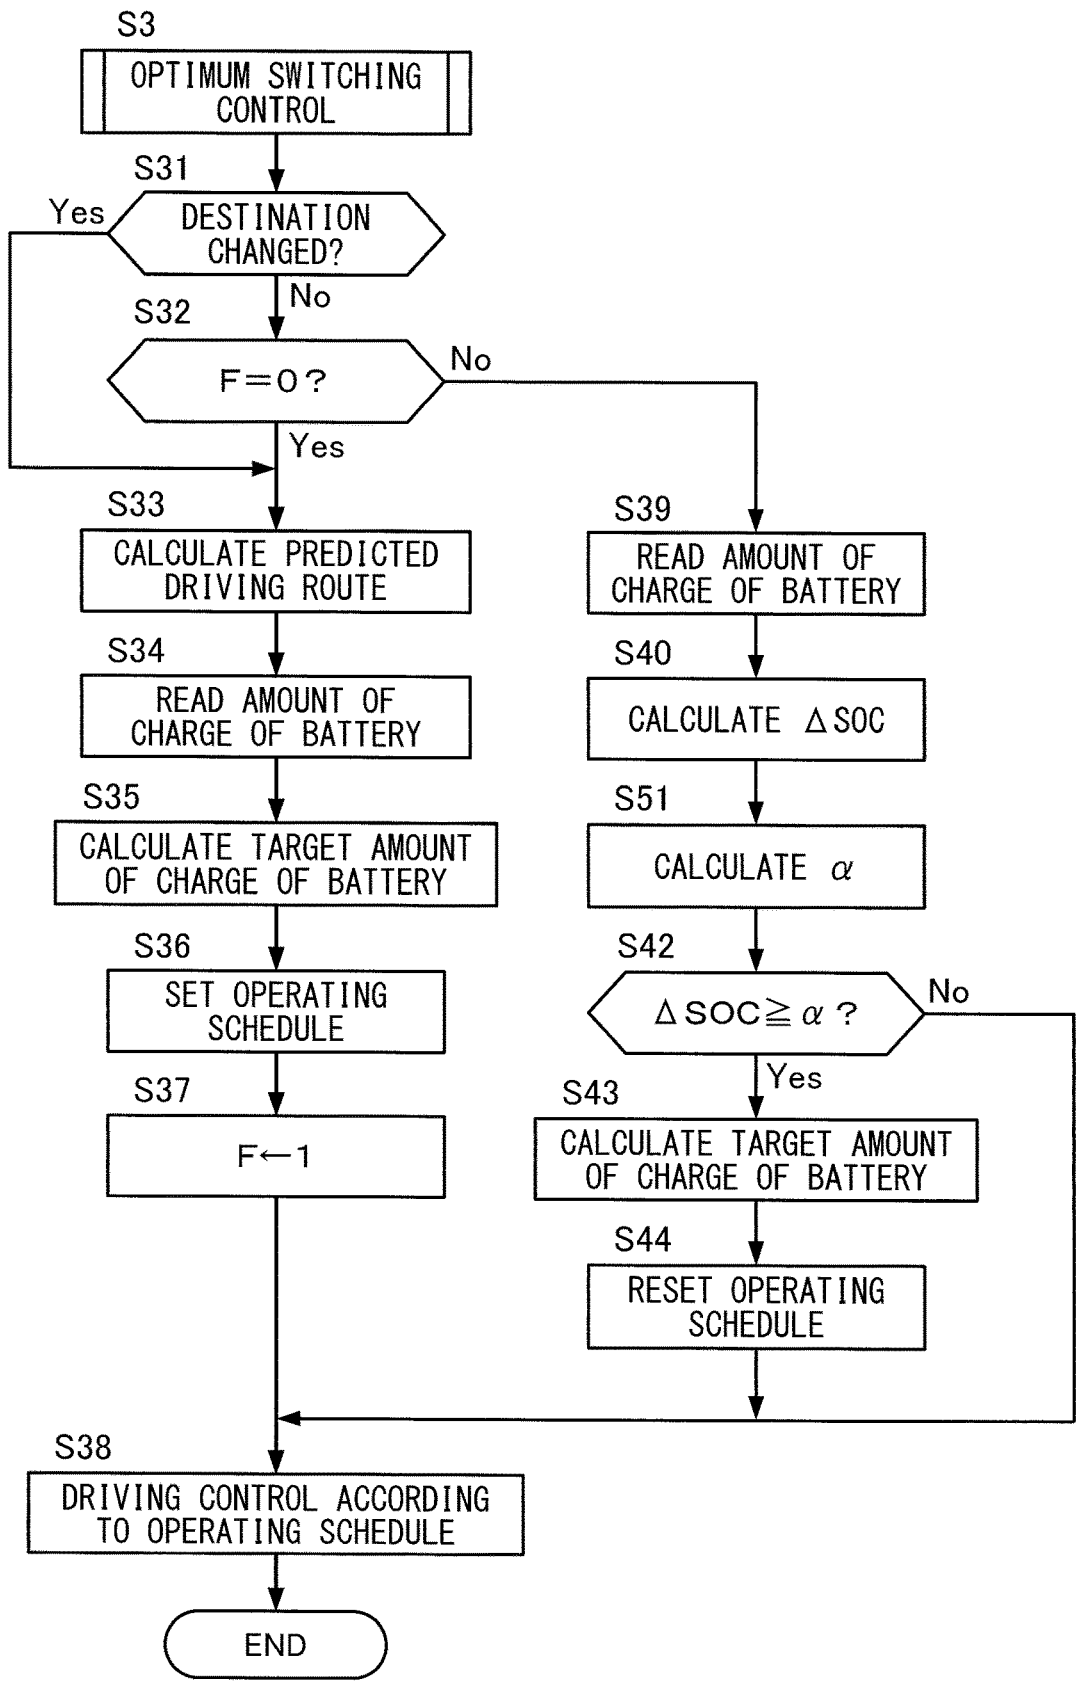 S3
OPTIMUM SWITCHING
CONTROL
S31
Yes
DESTINATION
CHANGED?
No
S32
F=0?
No
Yes
S33
CALCULATE PREDICTED
DRIVING ROUTE
S34
READ AMOUNT OF
CHARGE OF BATTERY
S35
CALCULATE TARGET AMOUNT
OF CHARGE OF BATTERY
S36
SET OPERATING
SCHEDULE
S37
F←1
S39
READ AMOUNT OF
CHARGE OF BATTERY
S40
CALCULATE ΔSOC
S51
CALCULATE α
S42
ΔSOC≧α?
No
Yes
S43
CALCULATE TARGET AMOUNT
OF CHARGE OF BATTERY
S44
RESET OPERATING
SCHEDULE
S38
DRIVING CONTROL ACCORDING
TO OPERATING SCHEDULE
END